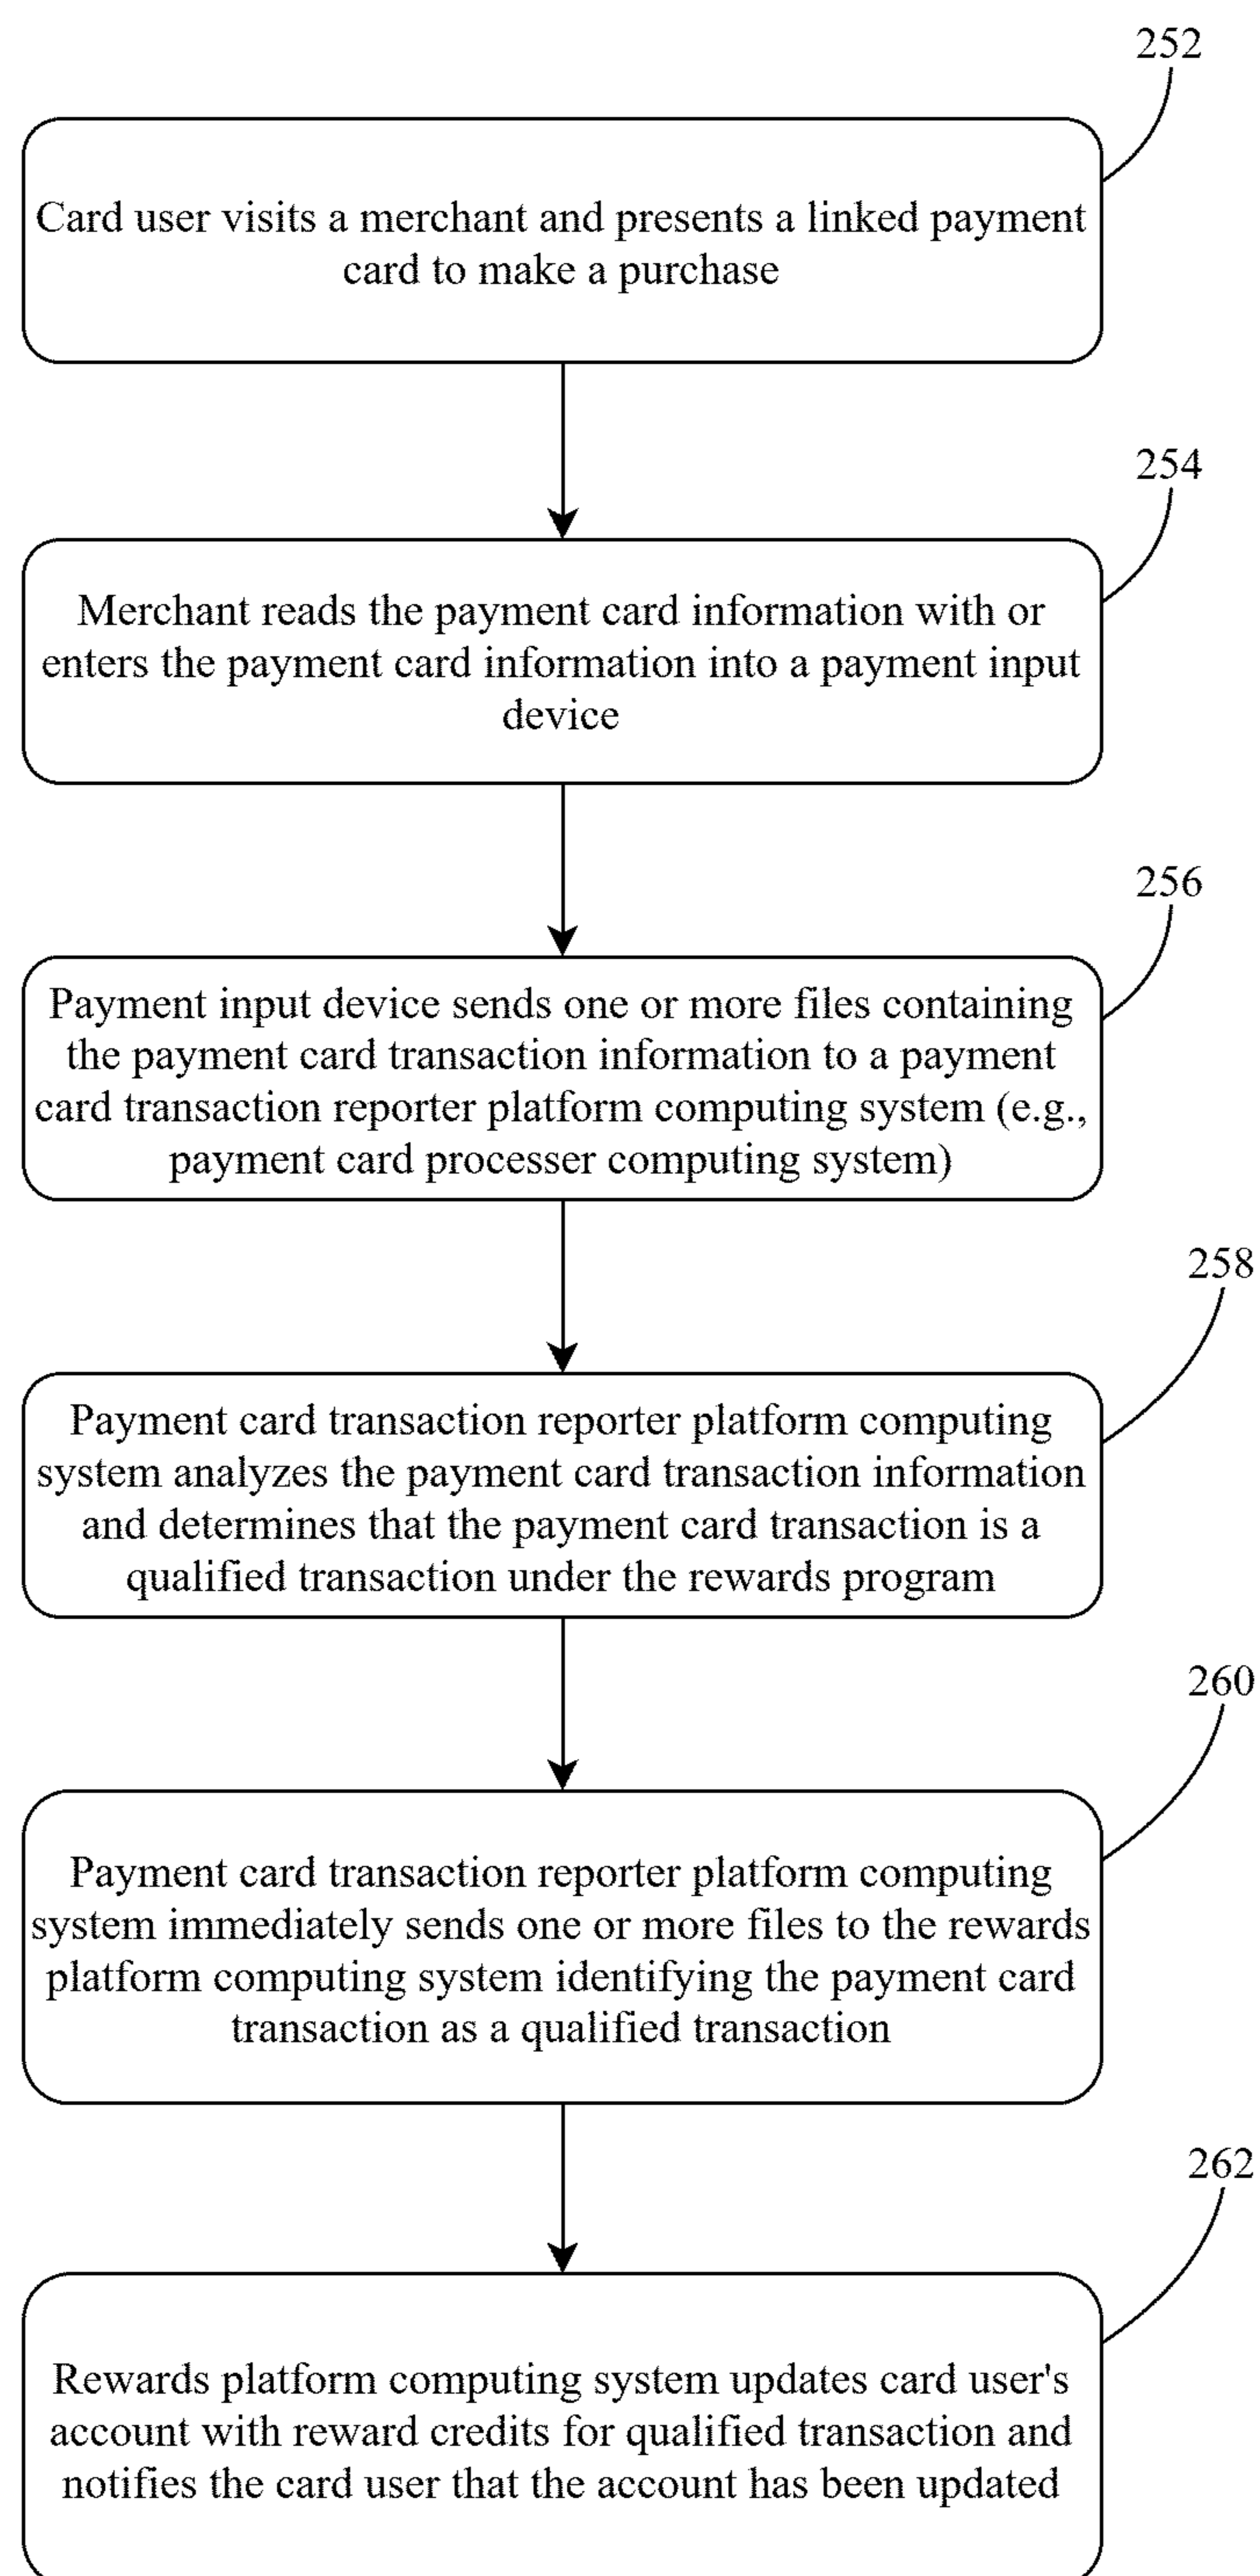 252
Card user visits a merchant and presents a linked payment
card to make a purchase
254
Merchant reads the payment card information with or
enters the payment card information into a payment input
device
256
Payment input device sends one or more files containing
the payment card transaction information to a payment
card transaction reporter platform computing system (e.g.,
payment card processer computing system)
258
Payment card transaction reporter platform computing
system analyzes the payment card transaction information
and determines that the payment card transaction is a
qualified transaction under the rewards program
260
Payment card transaction reporter platform computing
system immediately sends one or more files to the rewards
platform computing system identifying the payment card
transaction as a qualified transaction
262
Rewards platform computing system updates card user's
account with reward credits for qualified transaction and
notifies the card user that the account has been updated